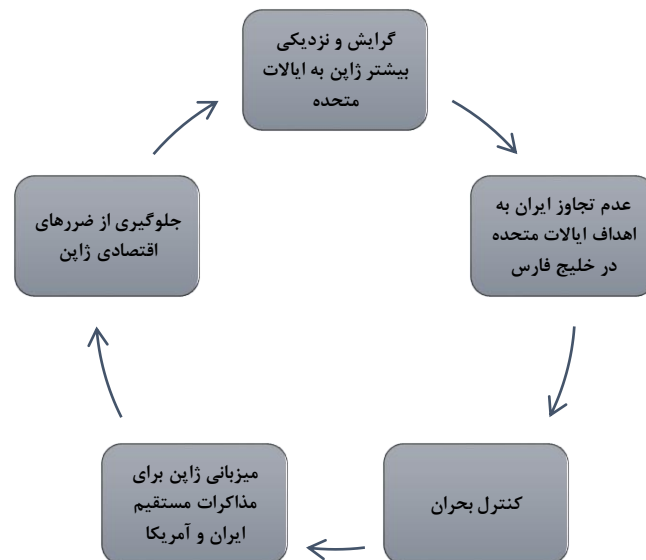 گرایش و نزدیکی
بیشتر ژاپن به ایالات
متحده
عدم تجاوز ایران به
اهداف ایالات متحده
در خلیج فارس
کنترل بحران
میزبانی ژاپن برای
مذاکرات مستقیم
ایران و آمریکا
جلوگیری از ضررهای
اقتصادی ژاپن